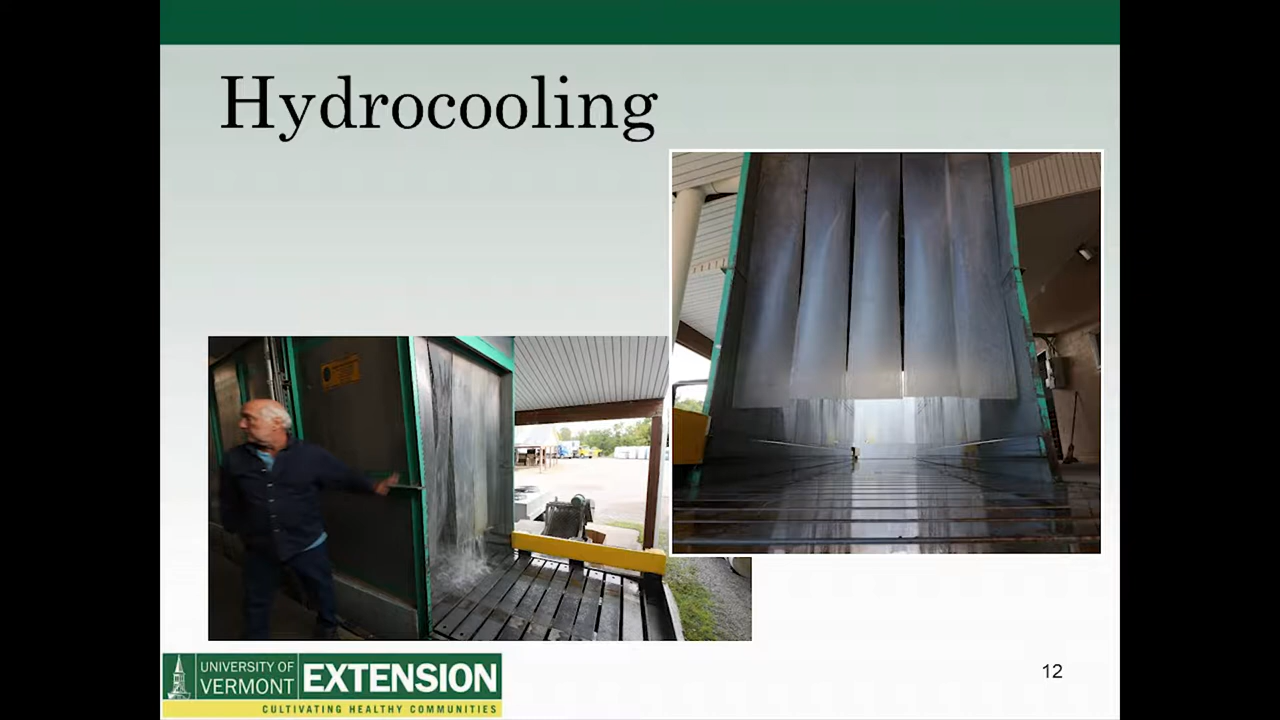 Hydrocooling
UNIVERSITY OF
VERMONT
EXTENSION
CULTIVATING HEALTHY COMMUNITIES
12